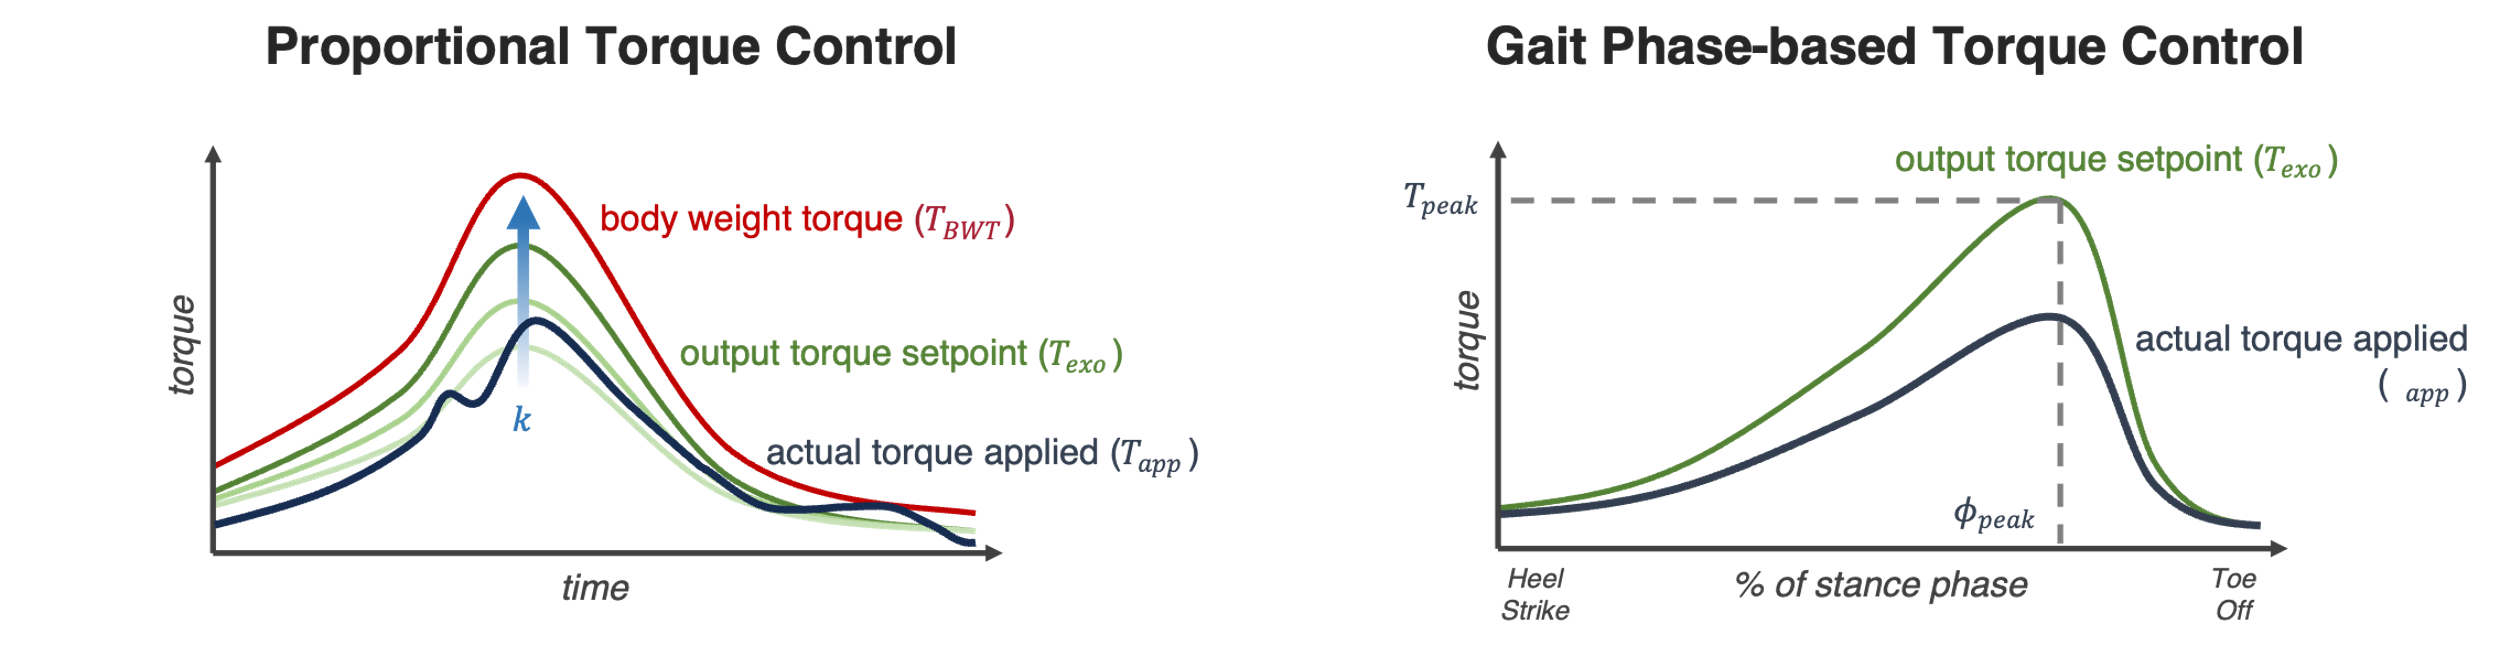 Proportional Torque Control
torque
body weight torque (T_BWT)
output torque setpoint (T_exo)
k
actual torque applied (T_app)
time
Gait Phase-based Torque Control
output torque setpoint (T_exo)
T_peak
torque
actual torque applied
( app)
ϕ_peak
Heel
Strike
% of stance phase
Toe
Off